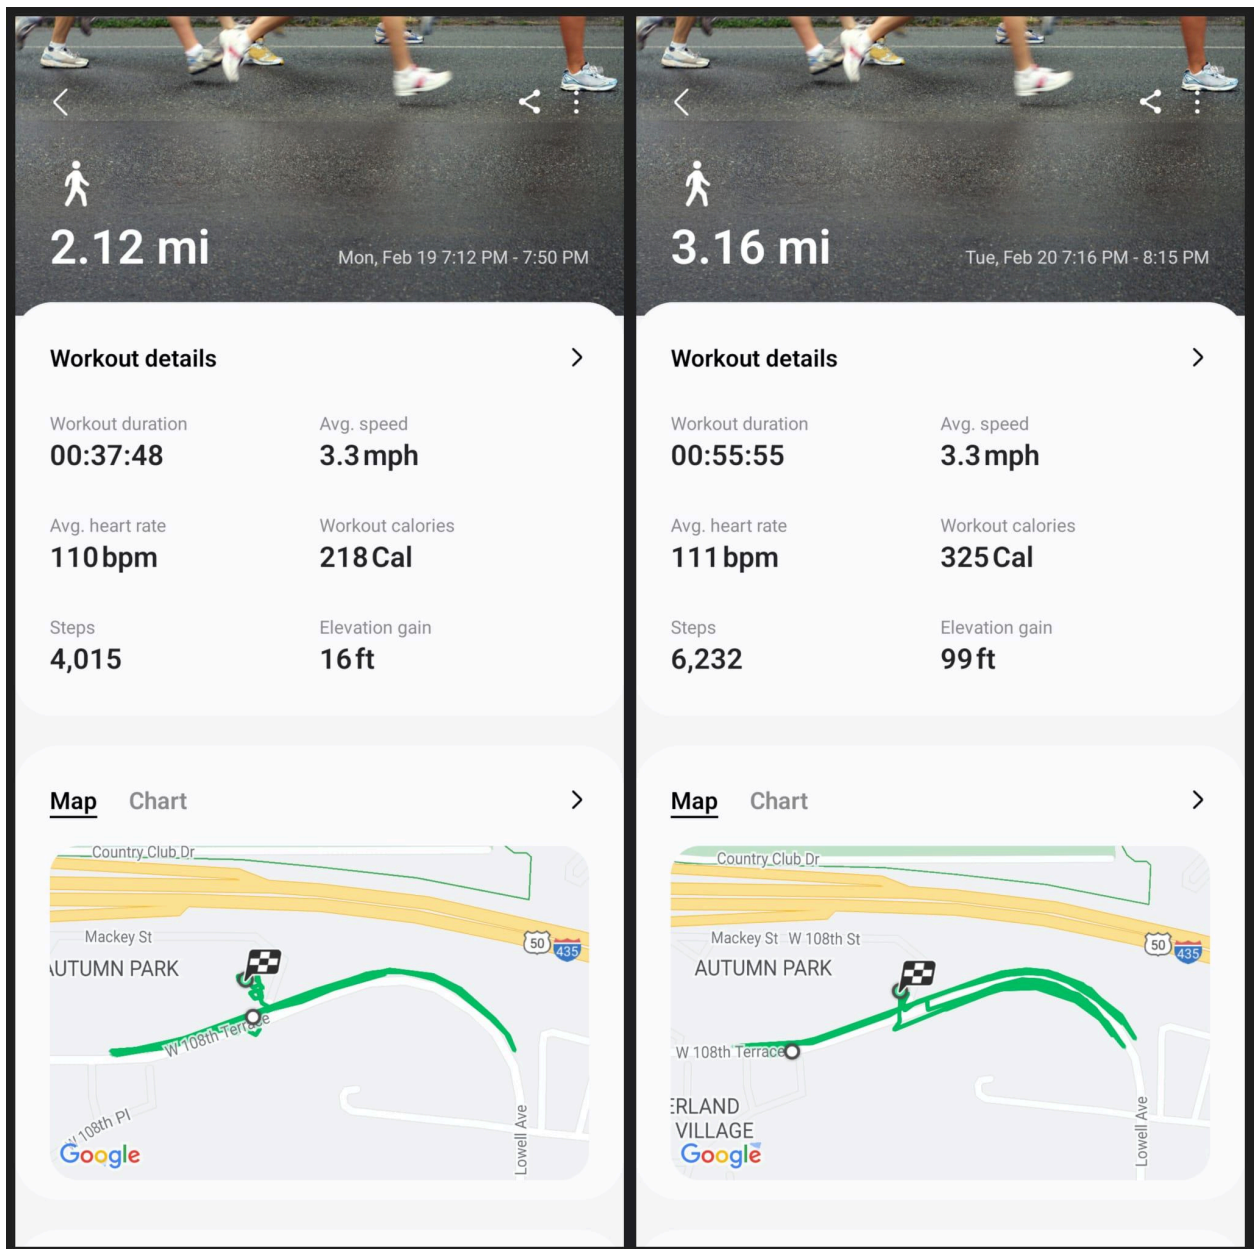 2.12 mi
Mon, Feb 19 7:12 PM - 7:50 PM
Workout details
Workout duration
Avg. speed
00:37:48
3.3 mph
Avg. heart rate
Workout calories
110 bpm
218 Cal
Steps
Elevation gain
4,015
16 ft
Map
Chart
Country Club Dr
Mackey St
AUTUMN PARK
50
435
W 108th Terrace
108th Pl
Lowell Ave
Google
3.16 mi
Tue, Feb 20 7:16 PM - 8:15 PM
Workout details
Workout duration
Avg. speed
00:55:55
3.3 mph
Avg. heart rate
Workout calories
111 bpm
325 Cal
Steps
Elevation gain
6,232
99 ft
Map
Chart
Country Club Dr
Mackey St
W 108th St
AUTUMN PARK
50
435
W 108th Terrace
ERLAND
VILLAGE
Lowell Ave
Google